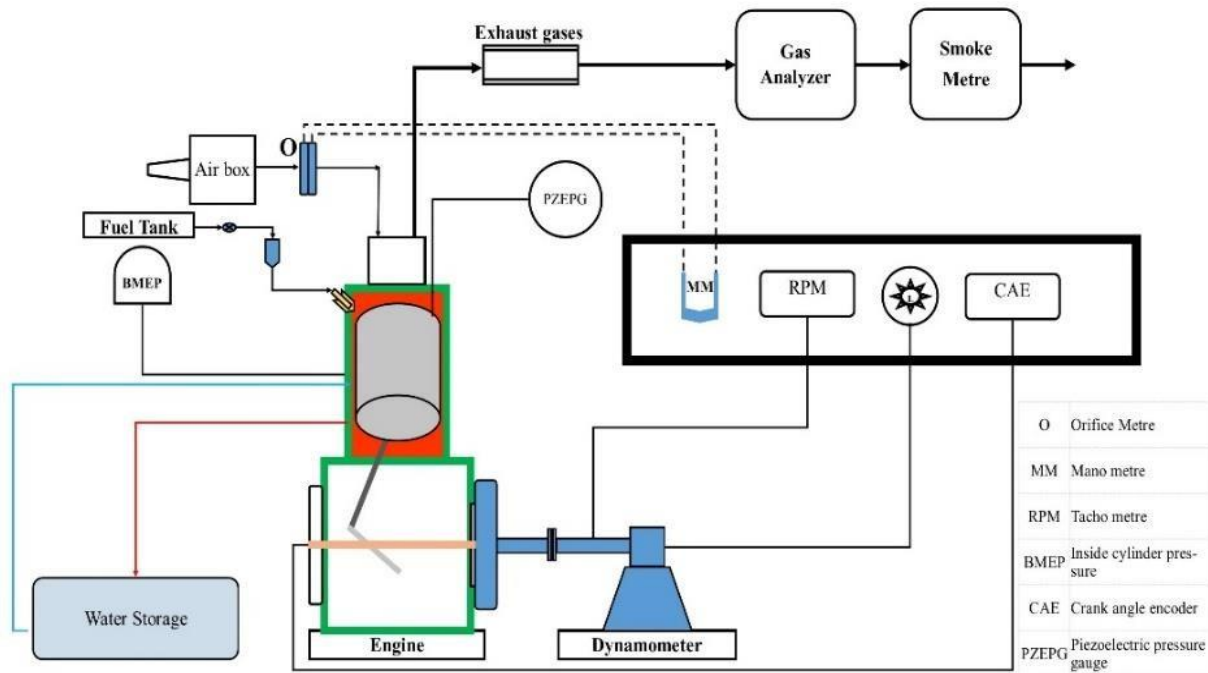 Exhaust gases
Gas
Analyzer
Smoke
Metre
O
Air box
PZEPG
Fuel Tank
BMEP
MM
RPM
CAE
O Orifice Metre
MM Mano metre
RPM Tacho metre
BMEP Inside cylinder pres-
sure
CAE Crank angle encoder
PZEPG Piezoelectric pressure
gauge
Water Storage
Engine
Dynamometer